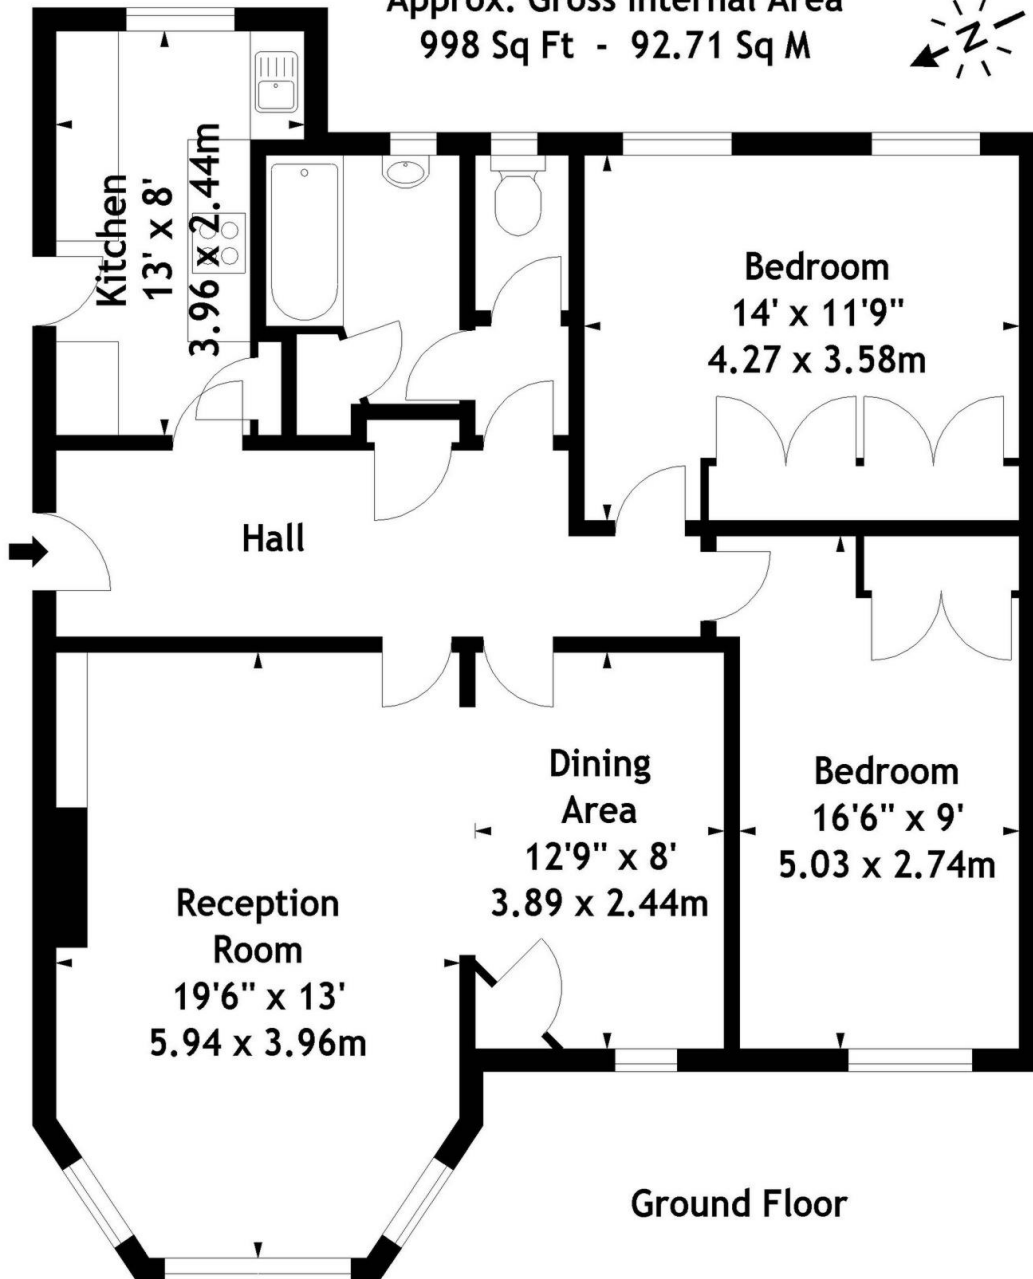 Approx. Gross Internal Area
998 Sq Ft - 92.71 Sq M
N
Kitchen
13' x 8'
3.96 x 2.44m
Bedroom
14' x 11'9"
4.27 x 3.58m
Hall
Dining
Area
12'9" x 8'
3.89 x 2.44m
Bedroom
16'6" x 9'
5.03 x 2.74m
Reception
Room
19'6" x 13'
5.94 x 3.96m
Ground Floor